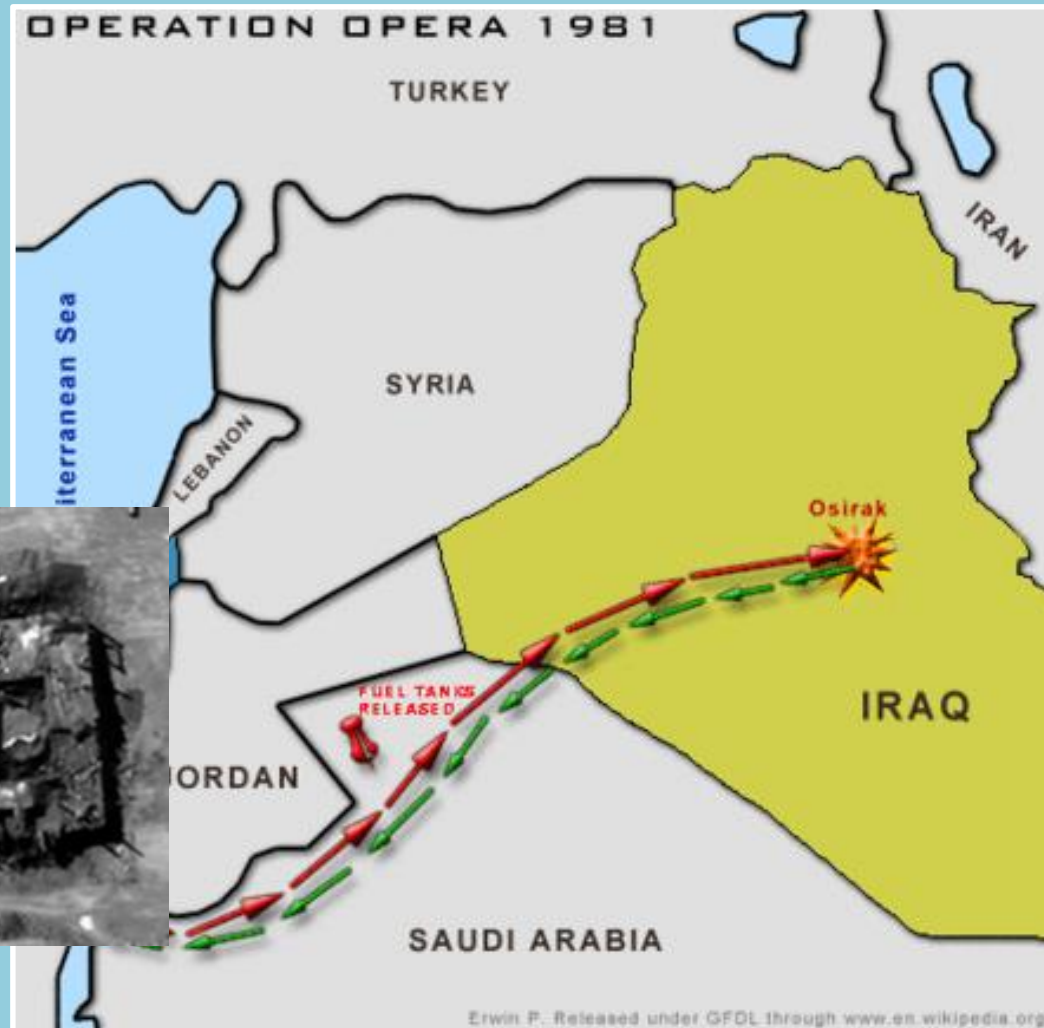 OPERATION OPERA 1981
TURKEY
IRAN
iterranean Sea
SYRIA
LEBANON
Osirak
FUEL TANKS
RELEASED
IRAQ
JORDAN
SAUDI ARABIA
Erwin F. Released under GFDL through www.en.wikipedia.org